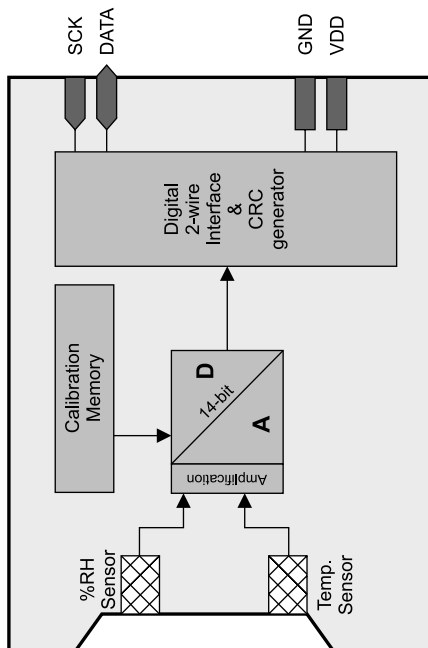 SCK
DATA
GND
VDD
Digital
2-wire
Interface
&
CRC
generator
Calibration
Memory
D
14-bit
A
Amplification
%RH
Sensor
Temp.
Sensor